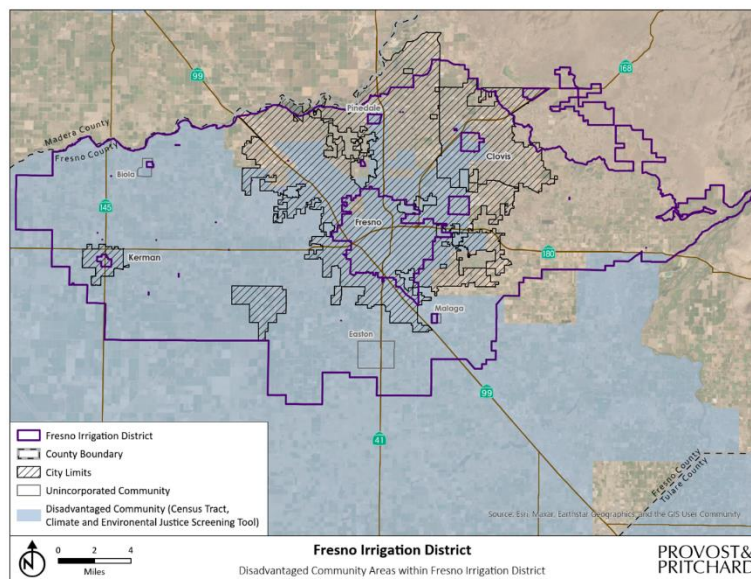 99
168
Pinedale
Madera County
Fresno County
Biola
Clovis
145
Fresno
Kerman
180
Malaga
Easton
99
41
Fresno Irrigation District
County Boundary
City Limits
Unincorporated Community
Disadvantaged Community (Census Tract,
Climate and Environental Justice Screening Tool)
Fresno County
Tulare County
Source: Esri, Maxar, Earthstar Geographics, and the GIS User Community
N
0 2 4
Miles
Fresno Irrigation District
Disadvantaged Community Areas within Fresno Irrigation District
PROVOST&
PRITCHARD